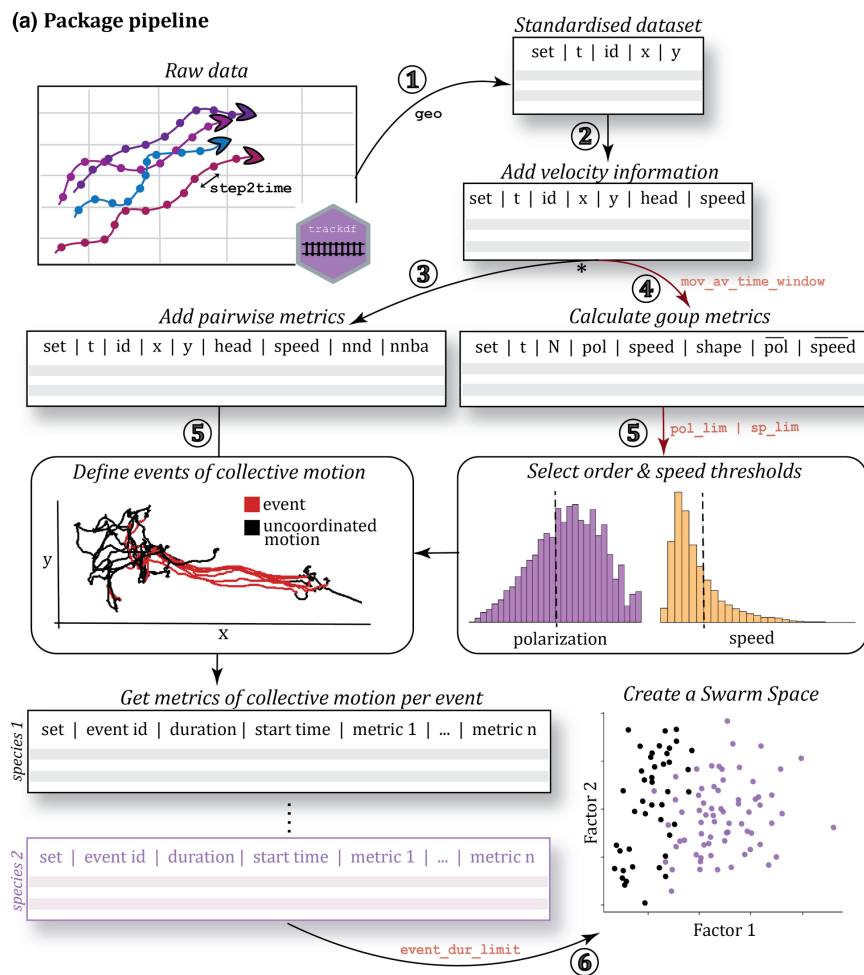 (a) Package pipeline
Raw data
step2time
trackdf
①
geo
Standardised dataset
set | t | id | x | y
②
Add velocity information
set | t | id | x | y | head | speed
*
③
④
mov_av_time_window
Add pairwise metrics
set | t | id | x | y | head | speed | nnd | nnba
Calculate goup metrics
set | t | N | pol | speed | shape | p̅o̅l̅ | s̅p̅e̅e̅d̅
⑤
⑤
pol_lim | sp_lim
Define events of collective motion
event
uncoordinated
motion
y
x
Select order & speed thresholds
polarization
speed
Get metrics of collective motion per event
species 1
set | event id | duration | start time | metric 1 | ... | metric n
species 2
set | event id | duration | start time | metric 1 | ... | metric n
event_dur_limit
⑥
Create a Swarm Space
Factor 2
Factor 1